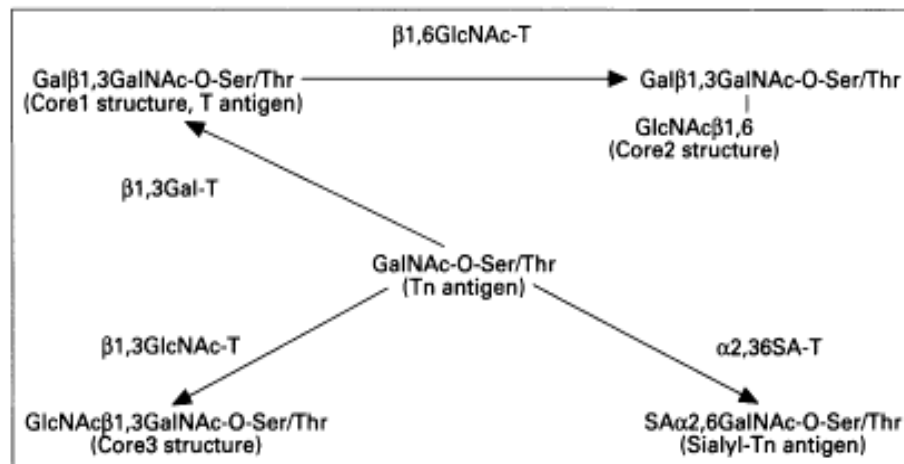 β1,6GlcNAc-T
Galβ1,3GalNAc-O-Ser/Thr
(Core1 structure, T antigen)
Galβ1,3GalNAc-O-Ser/Thr
|
GlcNAcβ1,6
(Core2 structure)
β1,3Gal-T
GalNAc-O-Ser/Thr
(Tn antigen)
β1,3GlcNAc-T
α2,36SA-T
GlcNAcβ1,3GalNAc-O-Ser/Thr
(Core3 structure)
SAα2,6GalNAc-O-Ser/Thr
(Sialyl-Tn antigen)